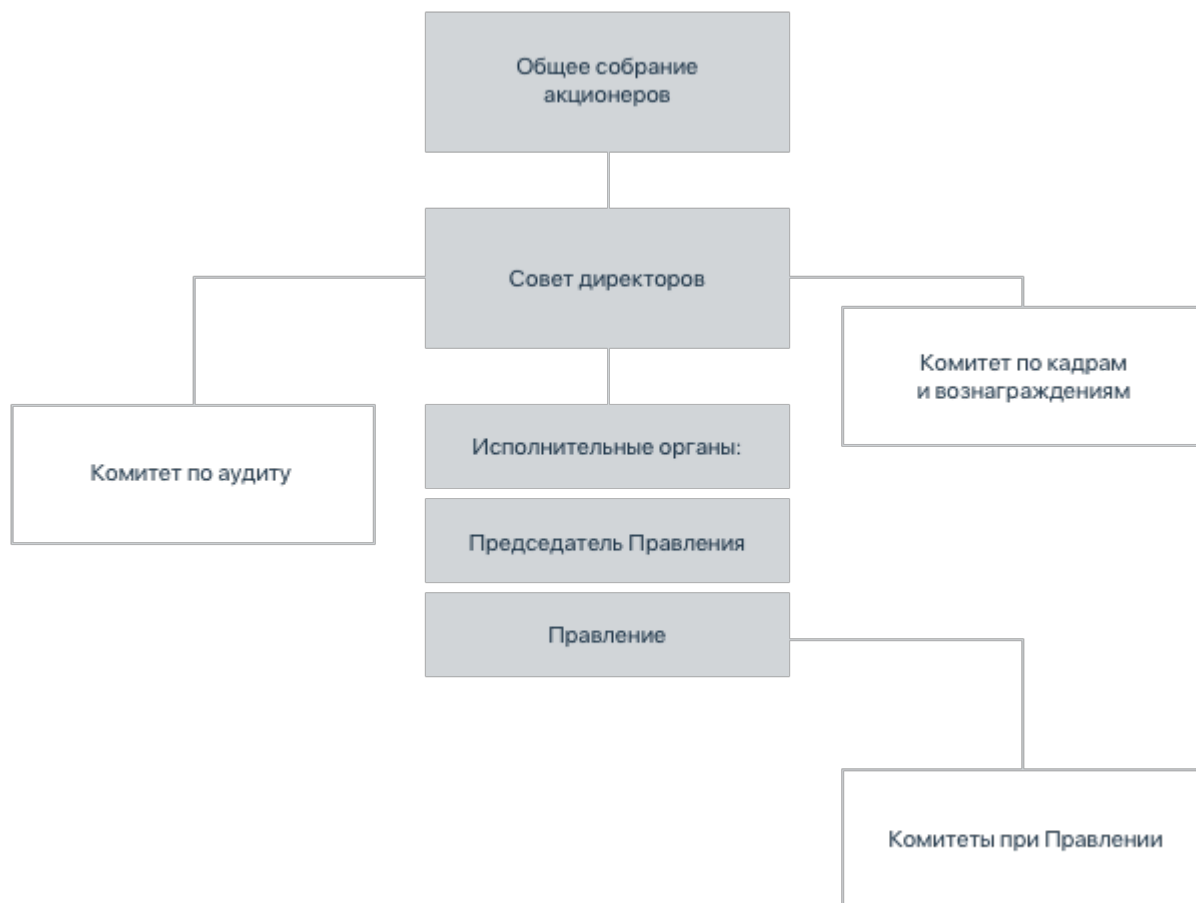 Общее собрание
акционеров
Совет директоров
Комитет по кадрам
и вознаграждениям
Исполнительные органы:
Комитет по аудиту
Председатель Правления
Правление
Комитеты при Правлении